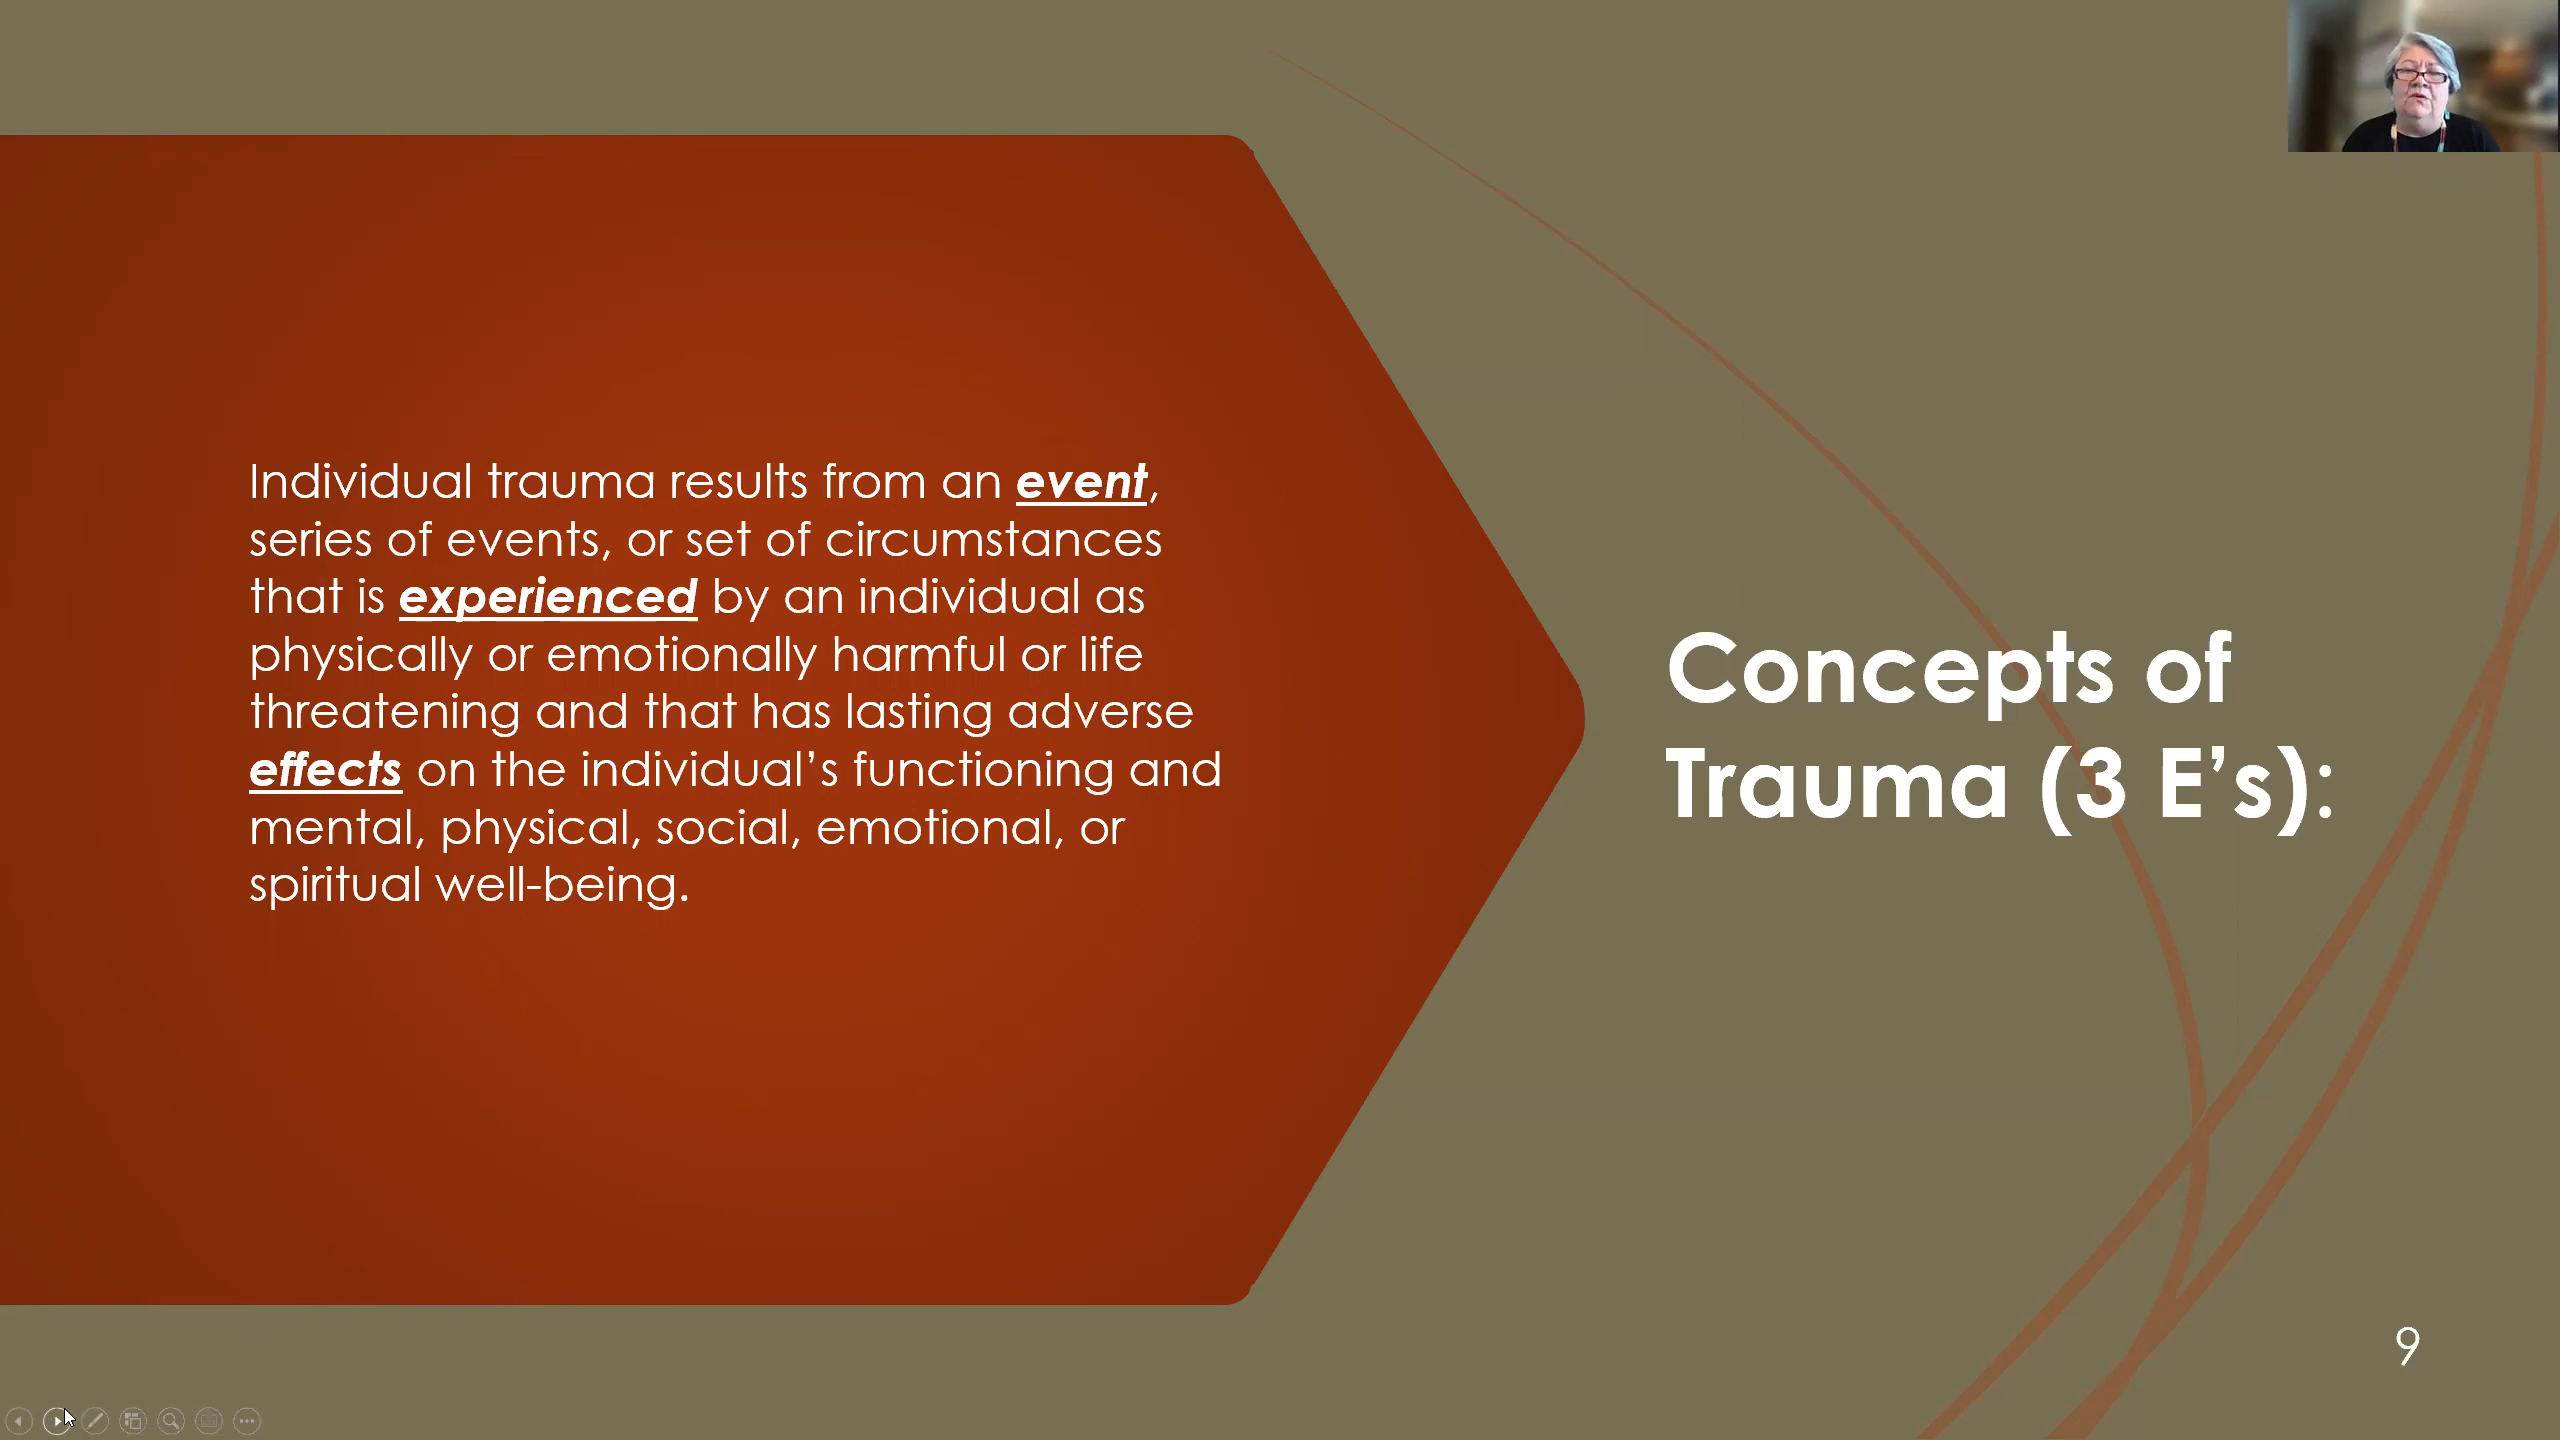 Individual trauma results from an event,
series of events, or set of circumstances
that is experienced by an individual as
physically or emotionally harmful or life
threatening and that has lasting adverse
effects on the individual’s functioning and
mental, physical, social, emotional, or
spiritual well-being.
Concepts of
Trauma (3 E’s):
9